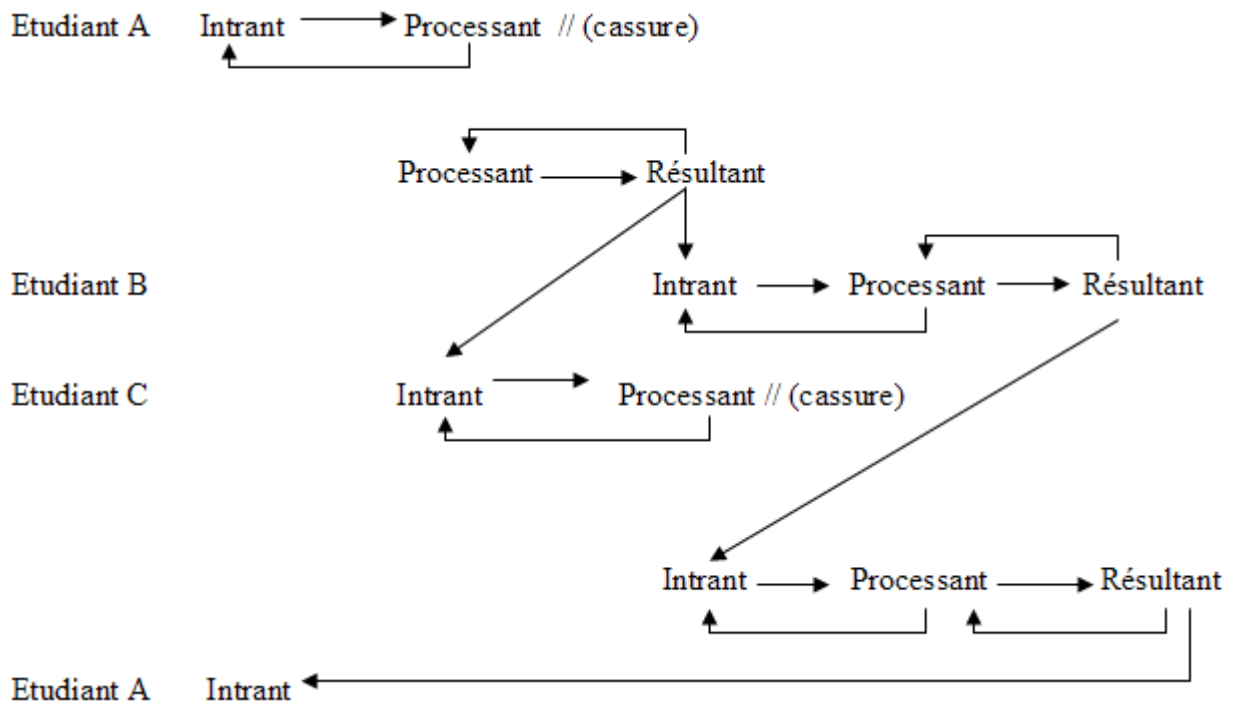 Etudiant A Intrant Processant // (cassure)
Processant Résultant
Etudiant B Intrant Processant Résultant
Etudiant C Intrant Processant // (cassure)
Intrant Processant Résultant
Etudiant A Intrant